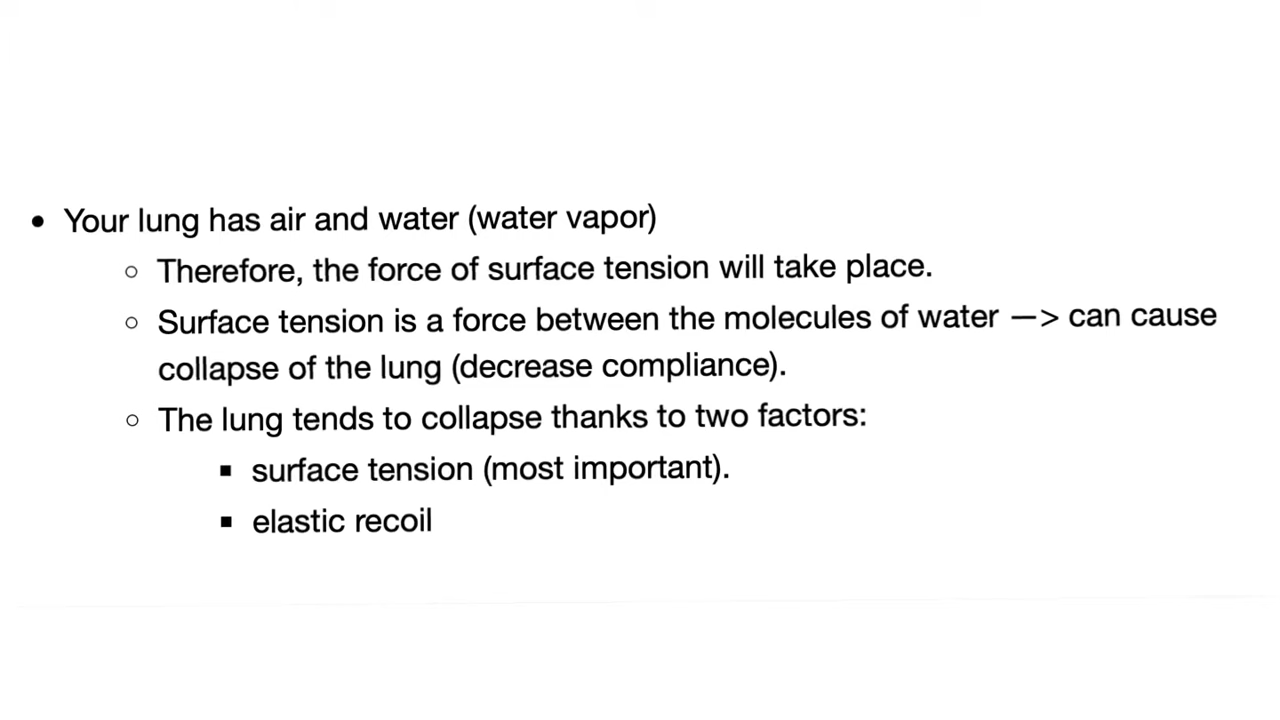 • Your lung has air and water (water vapor)
○ Therefore, the force of surface tension will take place.
○ Surface tension is a force between the molecules of water —> can cause
collapse of the lung (decrease compliance).
○ The lung tends to collapse thanks to two factors:
▪ surface tension (most important).
▪ elastic recoil